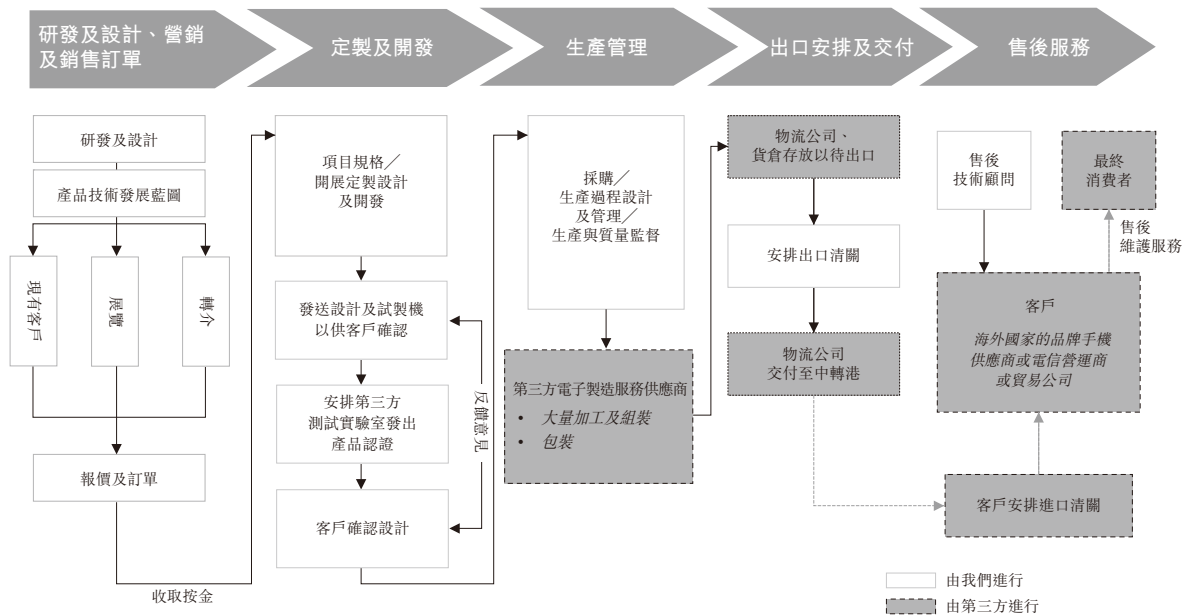 研發及設計、營銷
及銷售訂單
定製及開發
生產管理
出口安排及交付
售後服務
研發及設計
產品技術發展藍圖
現有客戶
展覽
轉介
報價及訂單
收取按金
項目規格／
開展定製設計
及開發
發送設計及試製機
以供客戶確認
安排第三方
測試實驗室發出
產品認證
客戶確認設計
反饋意見
採購／
生產過程設計
及管理／
生產與質量監督
第三方電子製造服務供應商
• 大量加工及組裝
• 包裝
物流公司、
貨倉存放以待出口
安排出口清關
物流公司
交付至中轉港
售後
技術顧問
最終
消費者
售後
維護服務
客戶
海外國家的品牌手機
供應商或電信營運商
或貿易公司
客戶安排進口清關
由我們進行
由第三方進行